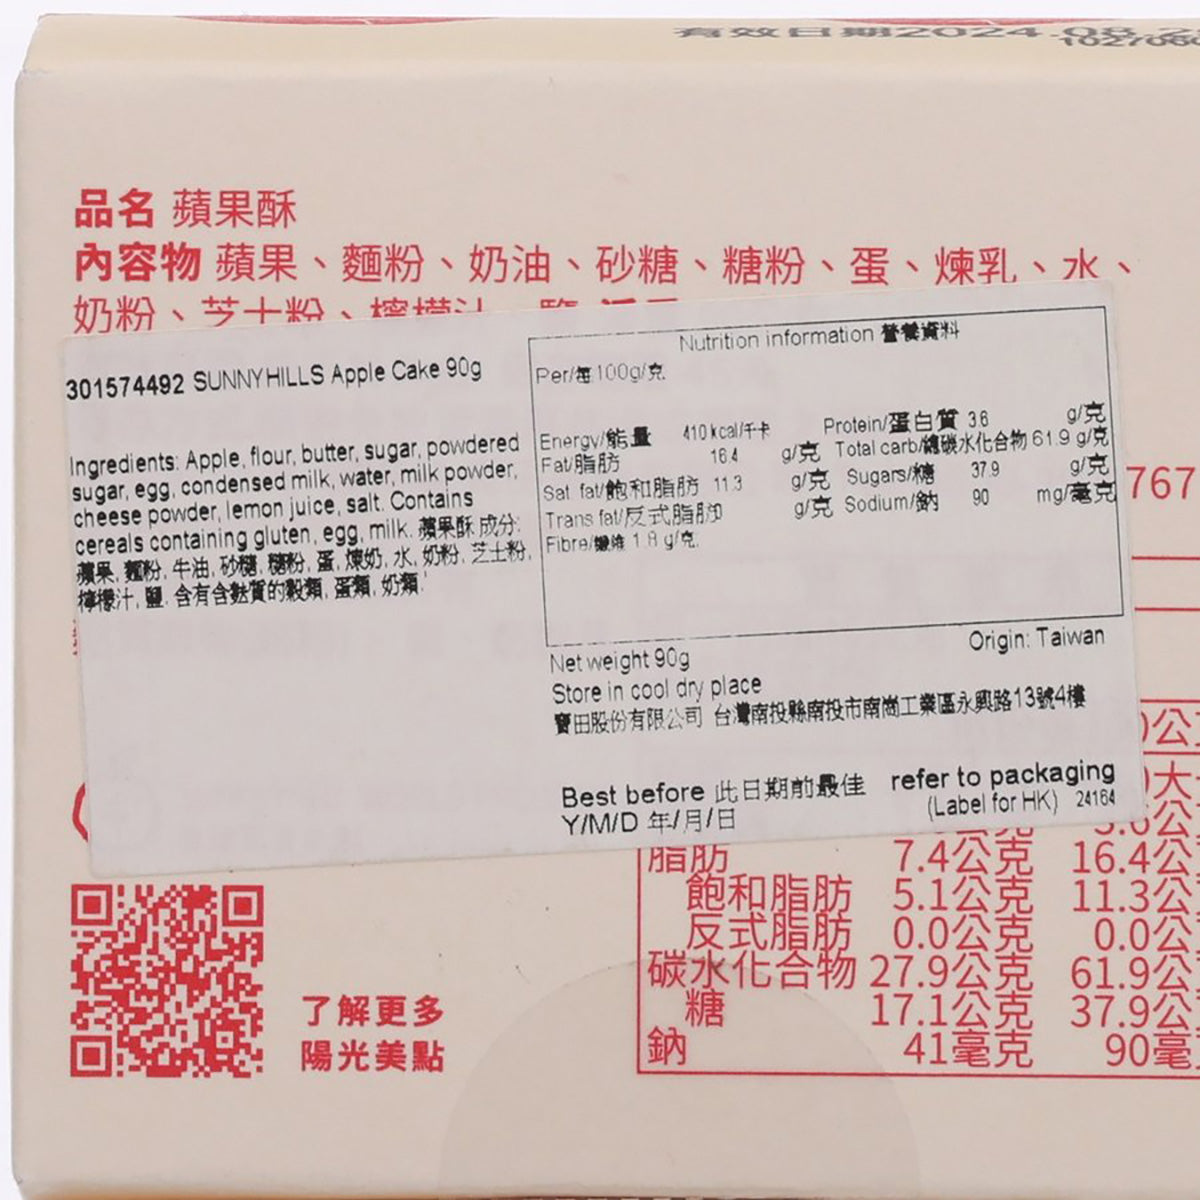 有效日期2024.08.2
1027060
品名 蘋果酥
內容物 蘋果、麵粉、奶油、砂糖、糖粉、蛋、煉乳、水、
奶粉、芝士粉、檸檬汁、鹽
301574492 SUNNYHILLS Apple Cake 90g
Ingredients: Apple, flour, butter, sugar, powdered
sugar, egg, condensed milk, water, milk powder,
cheese powder, lemon juice, salt. Contains
cereals containing gluten, egg, milk. 蘋果酥 成分:
蘋果, 麵粉, 牛油, 砂糖, 糖粉, 蛋, 煉奶, 水, 奶粉, 芝士粉,
檸檬汁, 鹽. 含有含麩質的穀類, 蛋類, 奶類.
Nutrition information 營養資料
Per/每100g/克
Energy/能量 410 kcal/千卡 Protein/蛋白質 3.6 g/克
Fat/脂肪 16.4 g/克 Total carb/總碳水化合物 61.9 g/克
Sat fat/飽和脂肪 11.3 g/克 Sugars/糖 37.9 g/克
Trans fat/反式脂肪 g/克 Sodium/鈉 90 mg/毫克
Fibre/纖維 1.8 g/克
Net weight 90g Origin: Taiwan
Store in cool dry place
寶田股份有限公司 台灣南投縣南投市南崗工業區永興路13號4樓
Best before 此日期前最佳 refer to packaging
Y/M/D 年/月/日 (Label for HK) 24164
767
脂肪 7.4公克 16.4公
飽和脂肪 5.1公克 11.3公
反式脂肪 0.0公克 0.0公
碳水化合物 27.9公克 61.9公
糖 17.1公克 37.9公
鈉 41毫克 90毫
了解更多
陽光美點